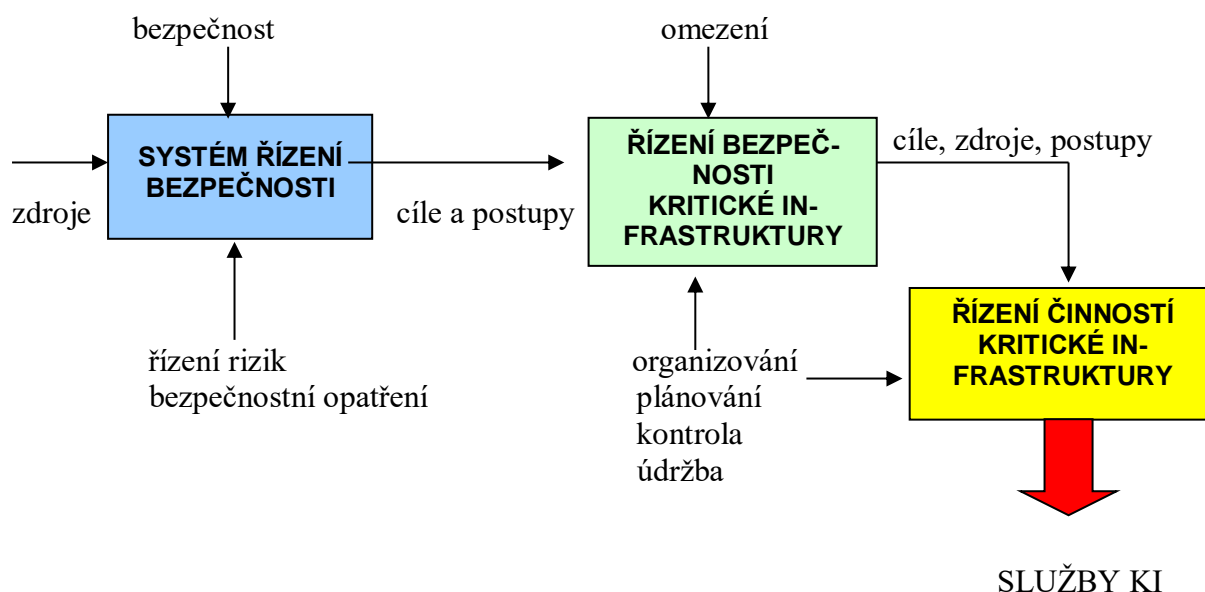 bezpečnost
omezení
SYSTÉM ŘÍZENÍ
BEZPEČNOSTI
ŘÍZENÍ BEZPEČ-
NOSTI
KRITICKÉ IN-
FRASTRUKTURY
cíle, zdroje, postupy
zdroje
cíle a postupy
ŘÍZENÍ ČINNOSTÍ
KRITICKÉ IN-
FRASTRUKTURY
řízení rizik
bezpečnostní opatření
organizování
plánování
kontrola
údržba
SLUŽBY KI